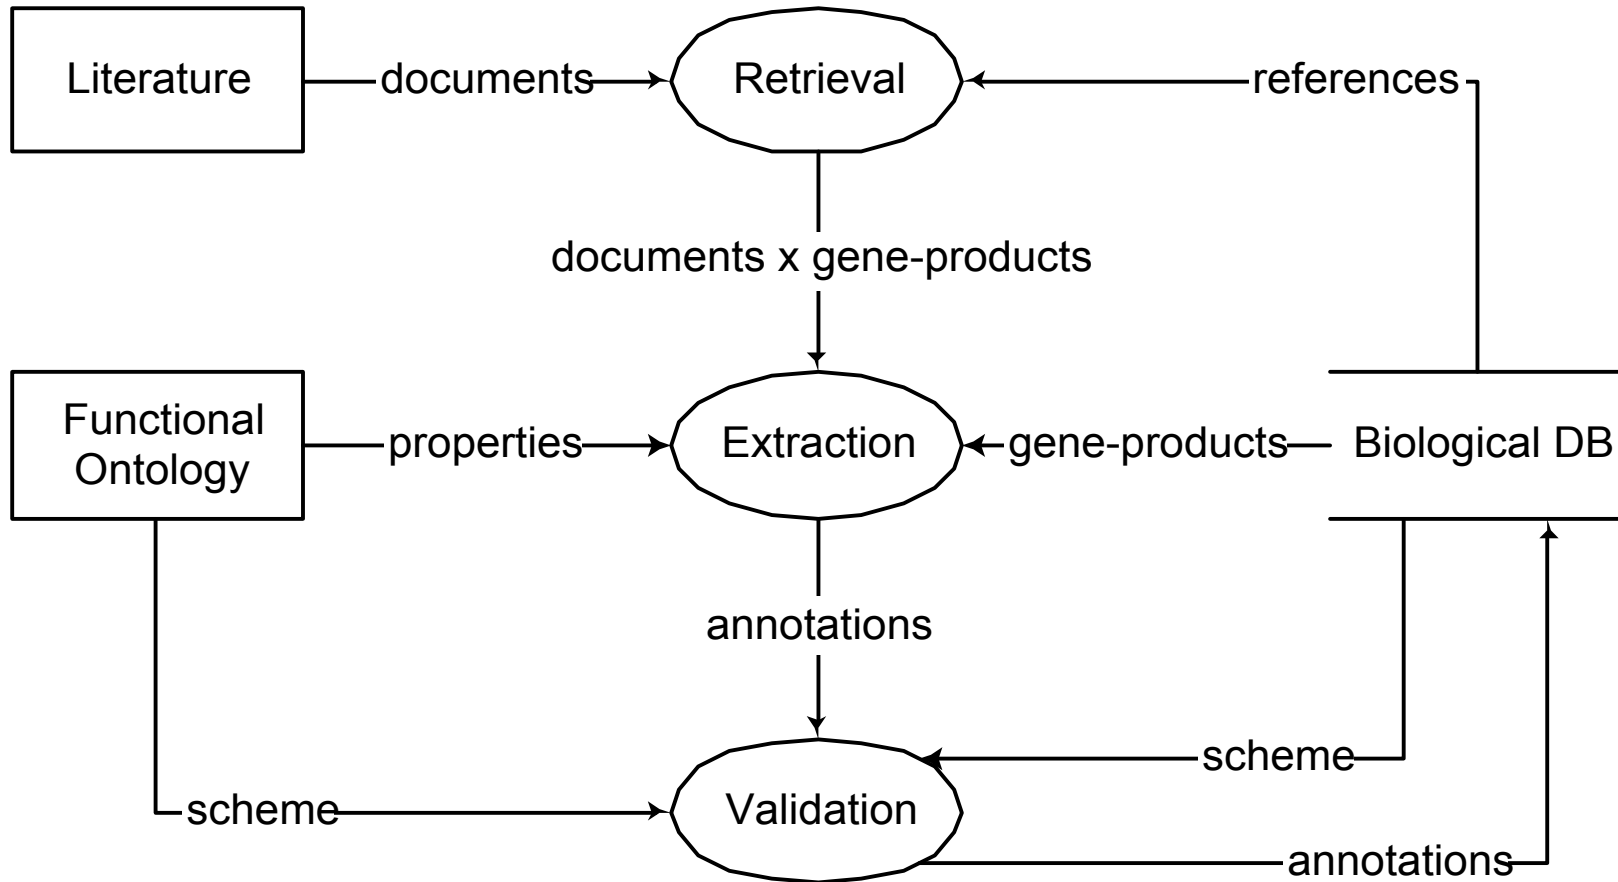 Literature
documents
Retrieval
references
documents x gene-products
Functional
Ontology
properties
Extraction
gene-products
Biological DB
annotations
scheme
Validation
scheme
annotations